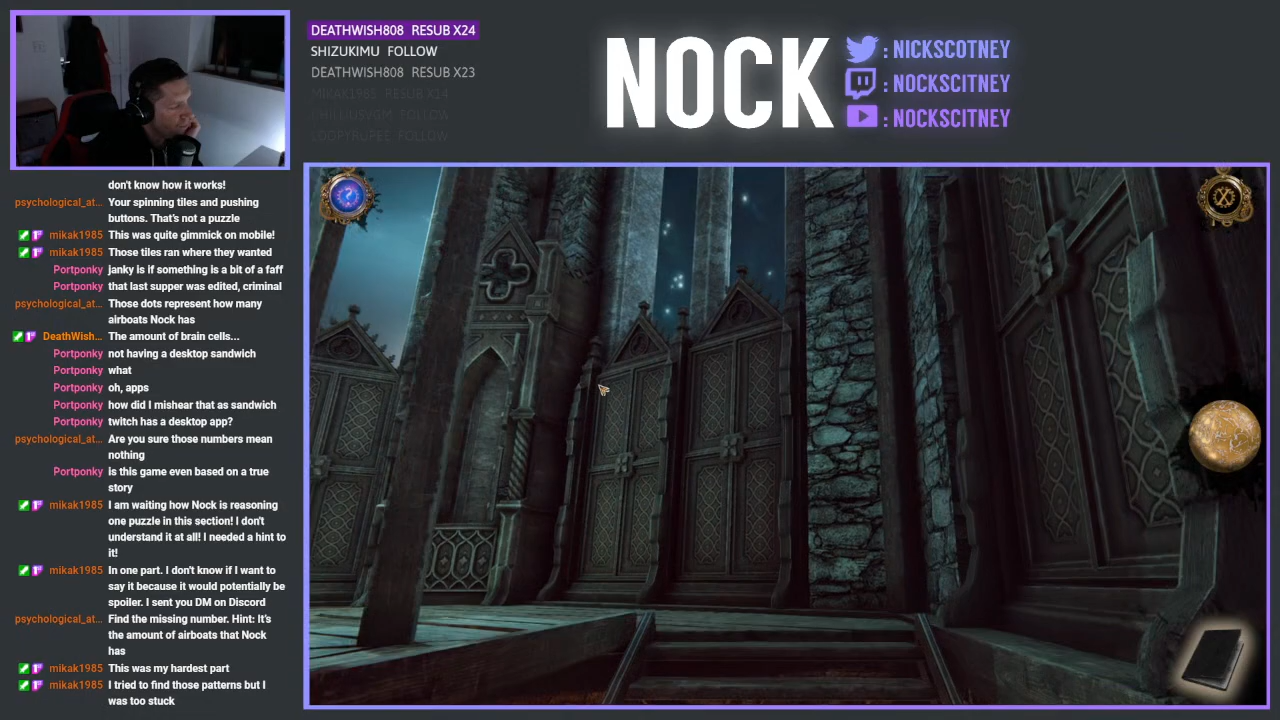 DEATHWISH808 RESUB X24
SHIZUKIMU FOLLOW
DEATHWISH808 RESUB X23
MIKAK1985 RESUB X14
LOOPYRUPEE FOLLOW
NOCK
: NICKSCOTNEY
: NOCKSCITNEY
: NOCKSCITNEY
don't know how it works!
psychological_at... Your spinning tiles and pushing
buttons. That's not a puzzle
mikak1985 This was quite gimmick on mobile!
mikak1985 Those tiles ran where they wanted
Portponky janky is if something is a bit of a faff
Portponky that last supper was edited, criminal
psychological_at... Those dots represent how many
airboats Nock has
DeathWish... The amount of brain cells...
Portponky not having a desktop sandwich
Portponky what
Portponky oh, apps
Portponky how did I mishear that as sandwich
Portponky twitch has a desktop app?
psychological_at... Are you sure those numbers mean
nothing
Portponky is this game even based on a true
story
mikak1985 I am waiting how Nock is reasoning
one puzzle in this section! I don't
understand it at all! I needed a hint to
it!
mikak1985 In one part. I don't know if I want to
say it because it would potentially be
spoiler. I sent you DM on Discord
psychological_at... Find the missing number. Hint: It's
the amount of airboats that Nock
has
mikak1985 This was my hardest part
mikak1985 I tried to find those patterns but I
was too stuck